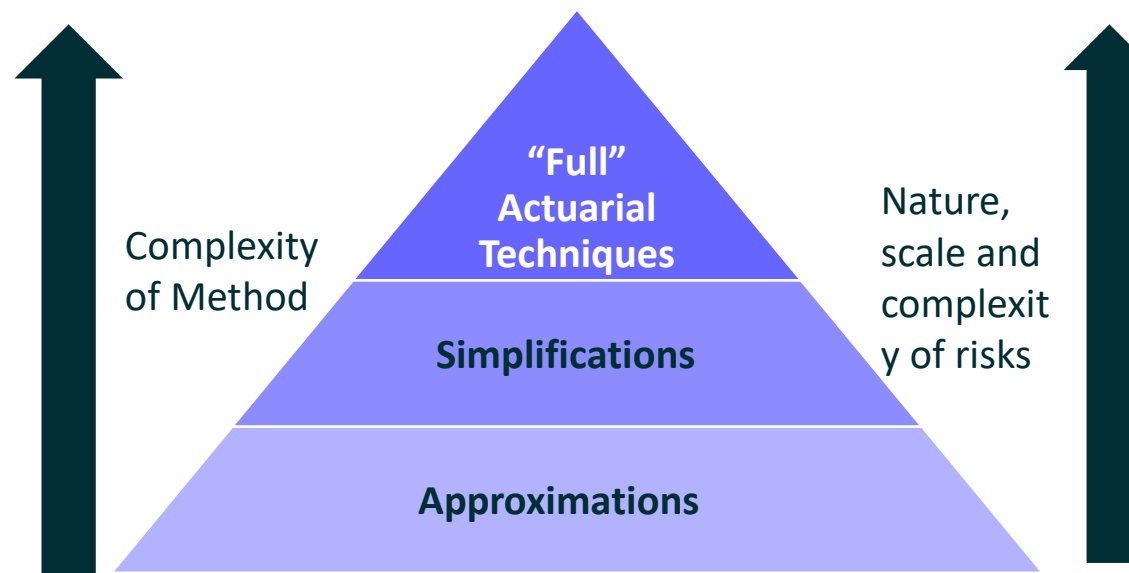 “Full”
Actuarial
Techniques
Complexity
of Method
Nature,
scale and
complexit
y of risks
Simplifications
Approximations